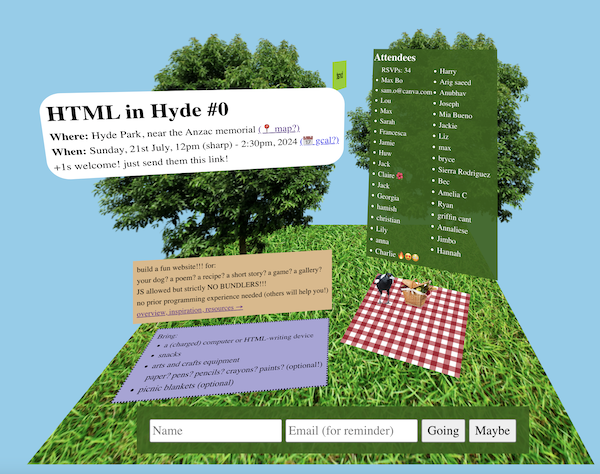 HTML in Hyde #0
Where: Hyde Park, near the Anzac memorial (📍 map?)
When: Sunday, 21st July, 12pm (sharp) - 2:30pm, 2024 (📅 gcal?)
+1s welcome! just send them this link!
Attendees
RSVPs: 34
Max Bo
sam.o@canva.com
Lou
Max
Sarah
Francesca
Jamie
Huw
Jack
Claire 🌺
Jack
Georgia
hamish
christian
Lily
anna
Charlie 🔥😍😊
Harry
Arig saeed
Anubhav
Joseph
Mia Bueno
Jackie
Liz
max
bryce
Sierra Rodriguez
Bec
Amelia C
Ryan
griffin cant
Annaliese
Jimbo
Hannah
build a fun website!!! for:
your dog? a poem? a recipe? a short story? a game? a gallery?
JS allowed but strictly NO BUNDLERS!!!
no prior programming experience needed (others will help you!)
overview, inspiration, resources →
Bring:
a (charged) computer or HTML-writing device
snacks
arts and crafts equipment
paper? pens? pencils? crayons? paints? (optional!)
picnic blankets (optional)
Name
Email (for reminder)
Going
Maybe